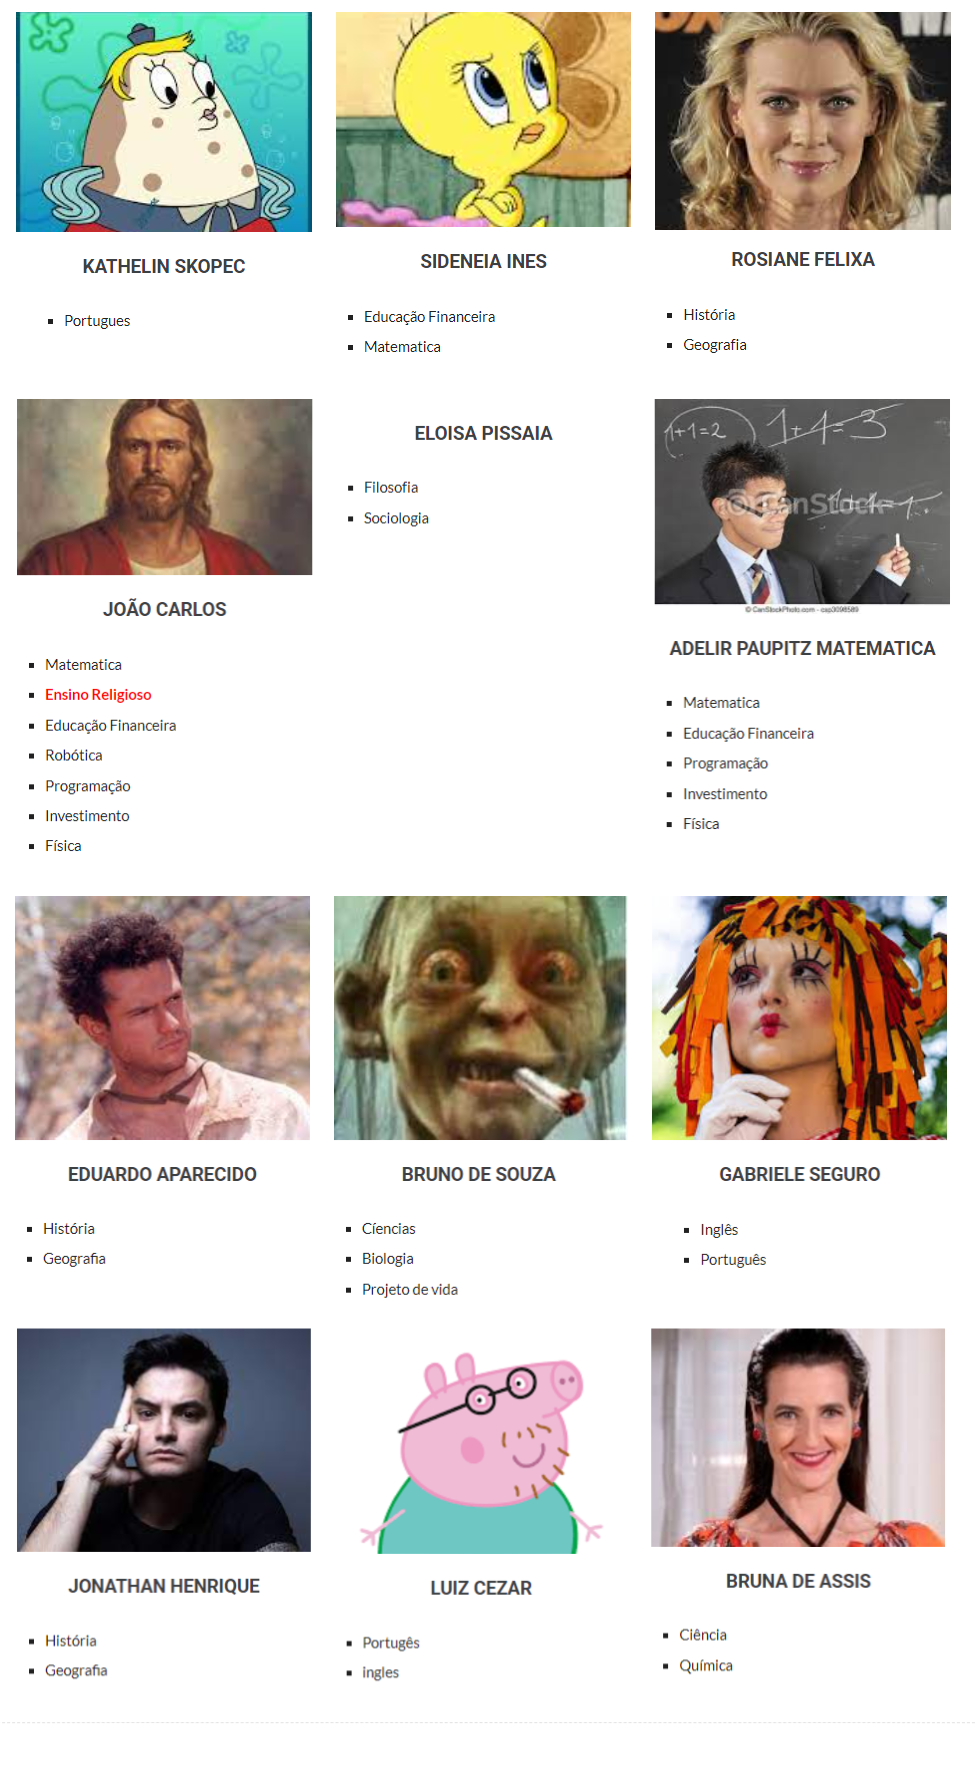 KATHELIN SKOPEC
Portugues
SIDENEIA INES
Educação Financeira
Matematica
ROSIANE FELIXA
História
Geografia
JOÃO CARLOS
Matematica
Ensino Religioso
Educação Financeira
Robótica
Programação
Investimento
Física
ELOISA PISSAIA
Filosofia
Sociologia
1+1=2
1+1=3
©CanStock
1+1=1
© CanStockPhoto.com - csp3098589
ADELIR PAUPITZ MATEMATICA
Matematica
Educação Financeira
Programação
Investimento
Física
EDUARDO APARECIDO
História
Geografia
BRUNO DE SOUZA
Cíencias
Biologia
Projeto de vida
GABRIELE SEGURO
Inglês
Português
JONATHAN HENRIQUE
História
Geografia
LUIZ CEZAR
Portugês
ingles
BRUNA DE ASSIS
Ciência
Química